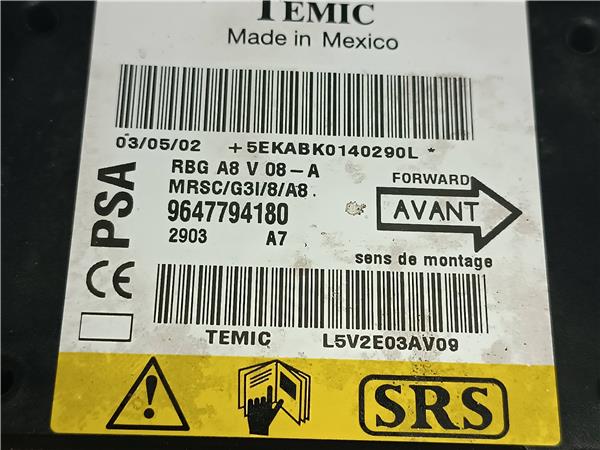 TEMIC
Made in Mexico
03/05/02 +5EKABK0140290L *
RBG A8 V 08-A
MRSC/G3I/8/A8
9647794180
2903 A7
PSA
CE
FORWARD
AVANT
sens de montage
TEMIC L5V2E03AV09
SRS